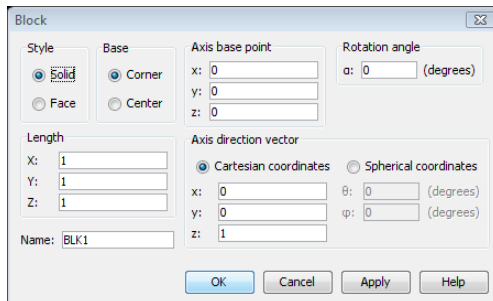 Block
Style
Solid
Face
Base
Corner
Center
Axis base point
x: 0
y: 0
z: 0
Rotation angle
α: 0 (degrees)
Length
X: 1
Y: 1
Z: 1
Axis direction vector
Cartesian coordinates Spherical coordinates
x: 0 θ: 0 (degrees)
y: 0 φ: 0 (degrees)
z: 1
Name: BLK1
OK Cancel Apply Help